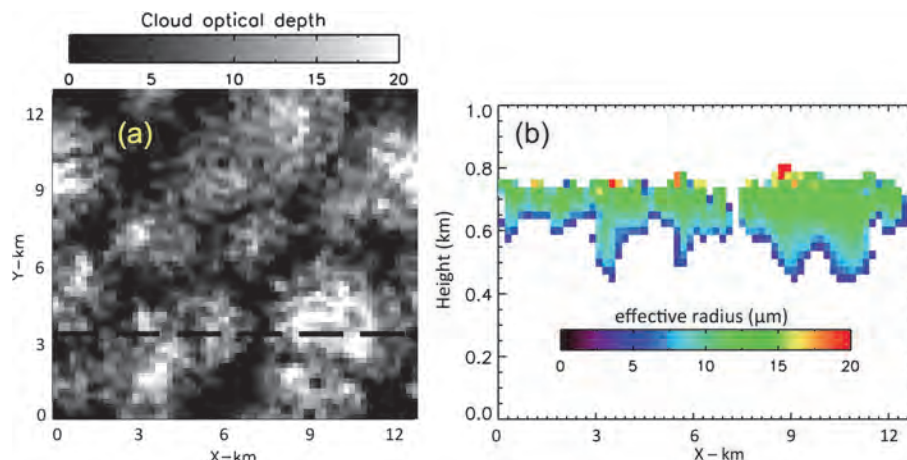 Cloud optical depth
0 5 10 15 20
(a)
Y-km
12
9
6
3
0
0 3 6 9 12
X-km
(b)
Height (km)
1.0
0.8
0.6
0.4
0.2
0.0
effective radius (μm)
0 5 10 15 20
0 3 6 9 12
X - km